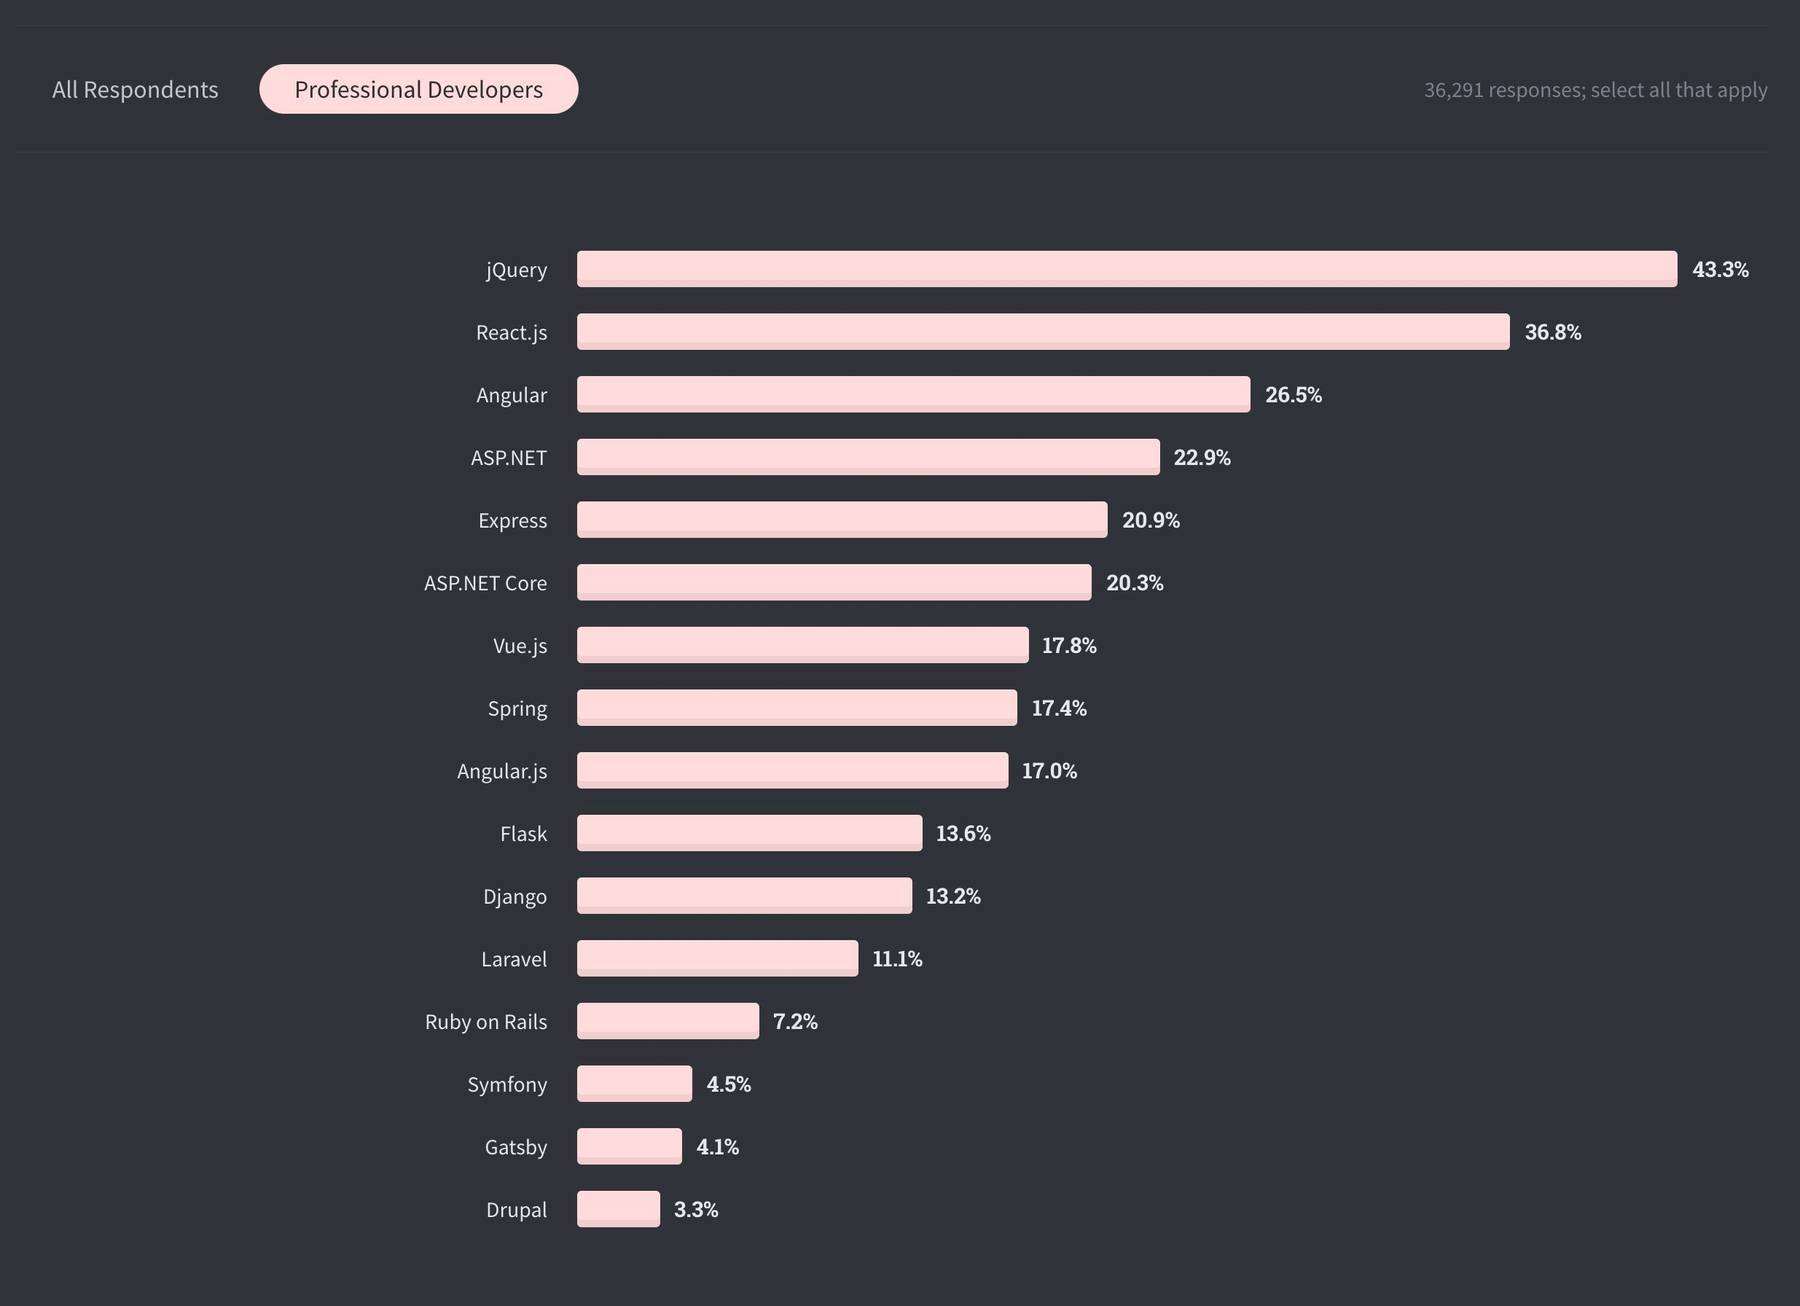 All Respondents Professional Developers 36,291 responses; select all that apply
jQuery 43.3%
React.js 36.8%
Angular 26.5%
ASP.NET 22.9%
Express 20.9%
ASP.NET Core 20.3%
Vue.js 17.8%
Spring 17.4%
Angular.js 17.0%
Flask 13.6%
Django 13.2%
Laravel 11.1%
Ruby on Rails 7.2%
Symfony 4.5%
Gatsby 4.1%
Drupal 3.3%